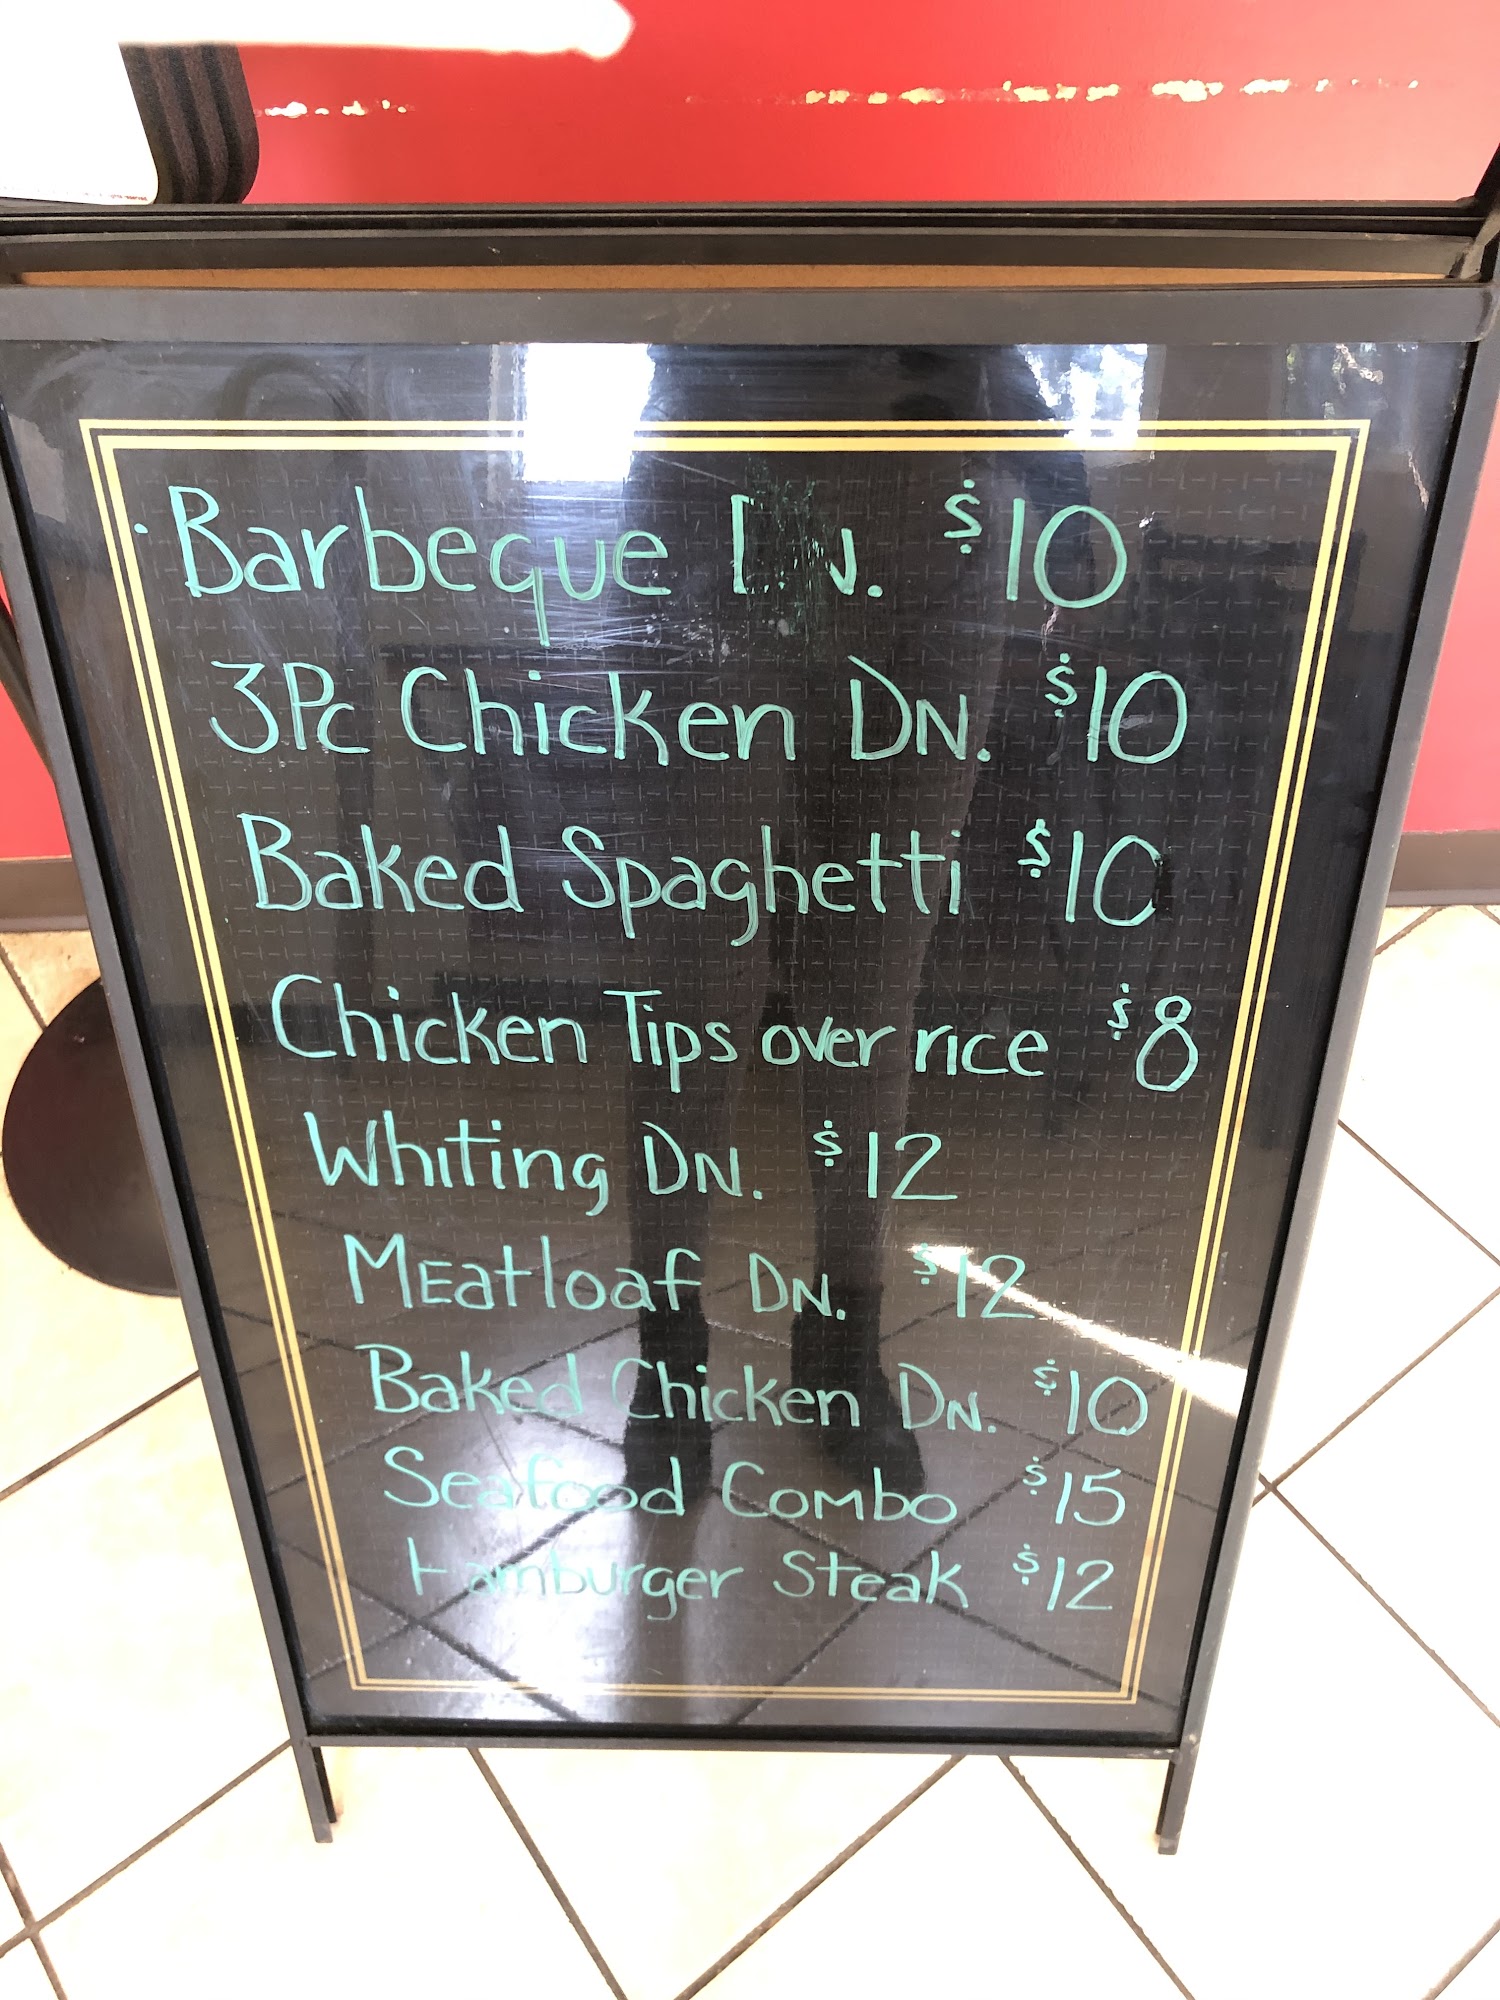 Barbeque DN. $10
3Pc Chicken DN. $10
Baked Spaghetti $10
Chicken Tips over rice $8
Whiting DN. $12
Meatloaf DN. $12
Baked Chicken DN. $10
Seafood Combo $15
Hamburger Steak $12